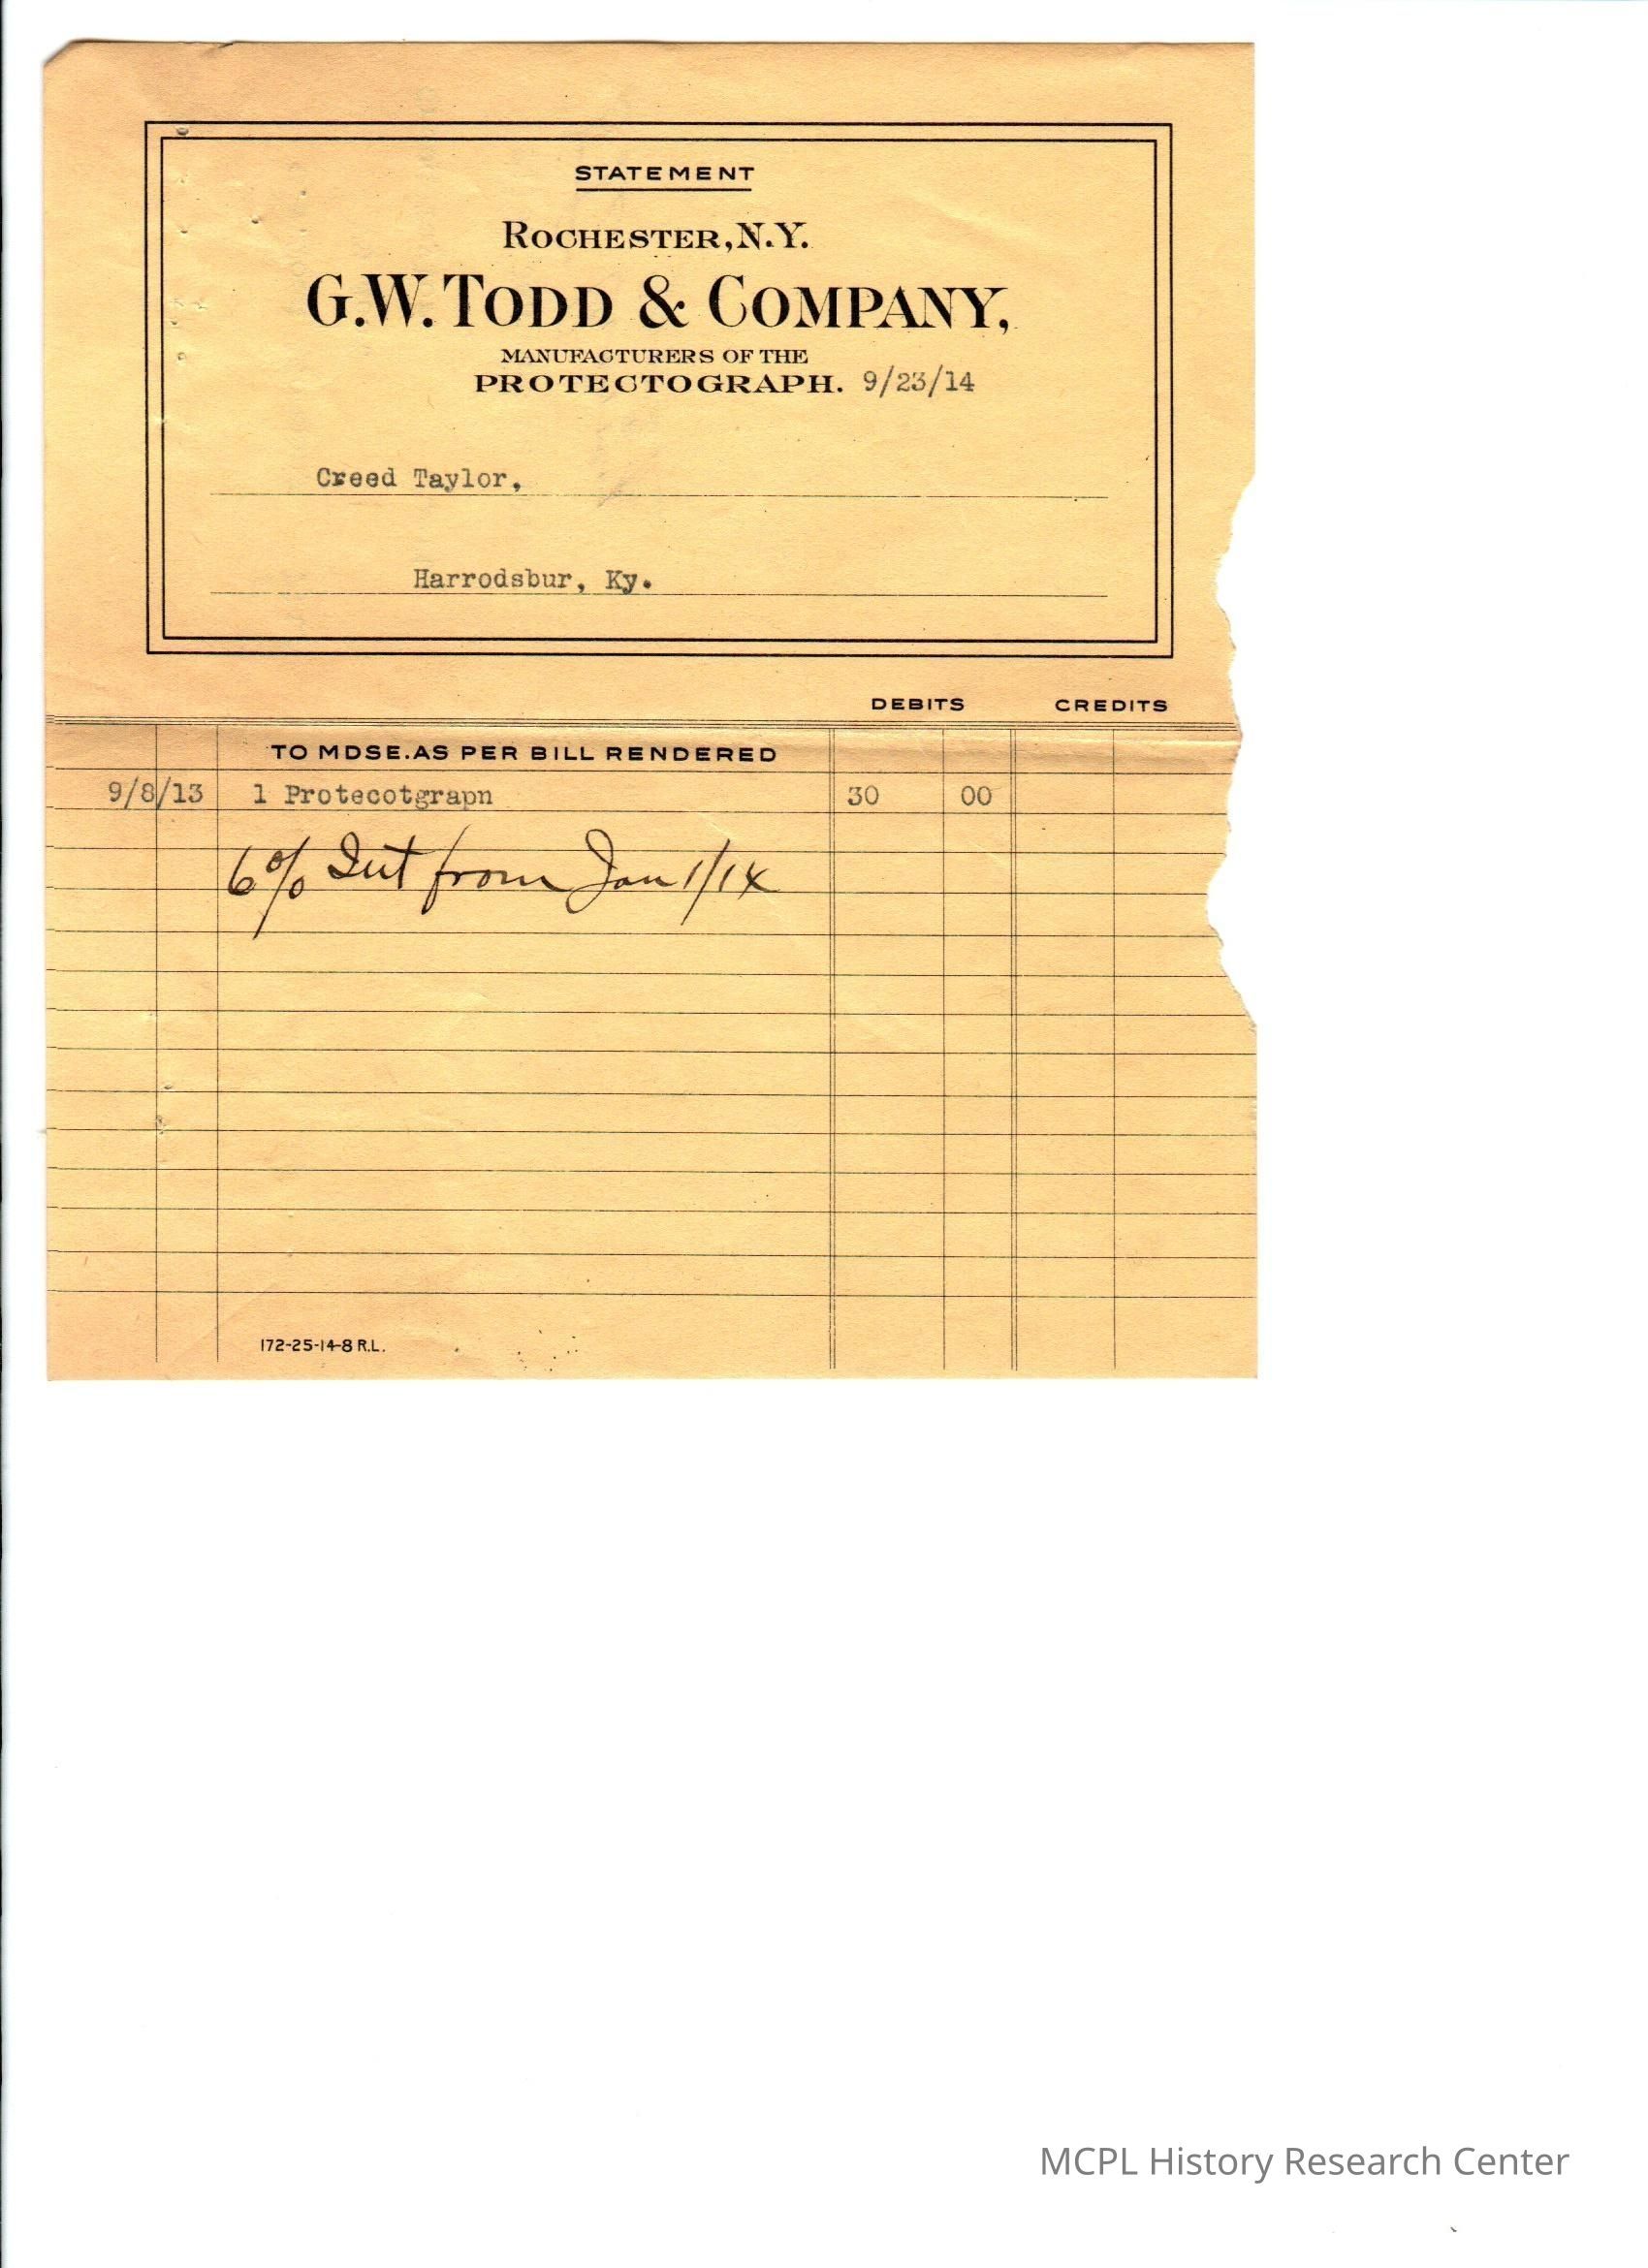 STATEMENT
ROCHESTER, N.Y.
G.W. TODD & COMPANY,
MANUFACTURERS OF THE
PROTECTOGRAPH. 9/23/14
Creed Taylor,
Harrodsbur, Ky.
DEBITS CREDITS
TO MDSE. AS PER BILL RENDERED
9/8/13 1 Protecotgrapn 30 00
6% Int from Jan 1/14
172-25-14-8 R.L.
MCPL History Research Center